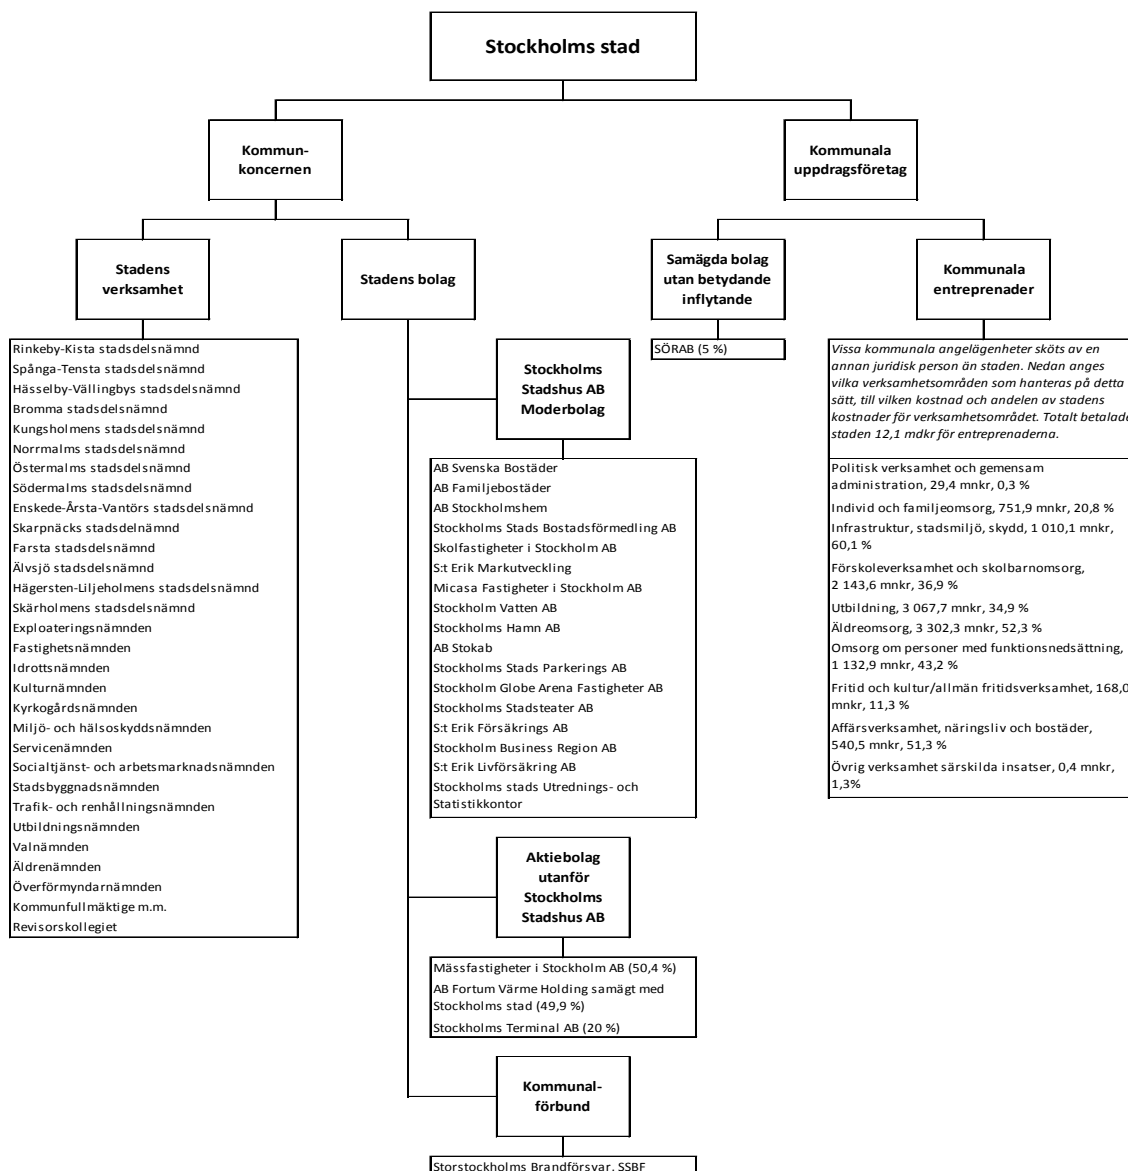 Stockholms stad
Kommun-
koncernen
Kommunala
uppdragsföretag
Stadens
verksamhet
Stadens bolag
Samägda bolag
utan betydande
inflytande
Kommunala
entreprenader
Rinkeby-Kista stadsdelsnämnd
Spånga-Tensta stadsdelsnämnd
Hässelby-Vällingbys stadsdelsnämnd
Bromma stadsdelsnämnd
Kungsholmens stadsdelsnämnd
Norrmalms stadsdelsnämnd
Östermalms stadsdelsnämnd
Södermalms stadsdelsnämnd
Enskede-Årsta-Vantörs stadsdelsnämnd
Skarpnäcks stadsdelnämnd
Farsta stadsdelsnämnd
Älvsjö stadsdelsnämnd
Hägersten-Liljeholmens stadsdelsnämnd
Skärholmens stadsdelsnämnd
Exploateringsnämnden
Fastighetsnämnden
Idrottsnämnden
Kulturnämnden
Kyrkogårdsnämnden
Miljö- och hälsoskyddsnämnden
Servicenämnden
Socialtjänst- och arbetsmarknadsnämnden
Stadsbyggnadsnämnden
Trafik- och renhållningsnämnden
Utbildningsnämnden
Valnämnden
Äldrenämnden
Överförmyndarnämnden
Kommunfullmäktige m.m.
Revisorskollegiet
Stockholms
Stadshus AB
Moderbolag
AB Svenska Bostäder
AB Familjebostäder
AB Stockholmshem
Stockholms Stads Bostadsförmedling AB
Skolfastigheter i Stockholm AB
S:t Erik Markutveckling
Micasa Fastigheter i Stockholm AB
Stockholm Vatten AB
Stockholms Hamn AB
AB Stokab
Stockholms Stads Parkerings AB
Stockholm Globe Arena Fastigheter AB
Stockholms Stadsteater AB
S:t Erik Försäkrings AB
Stockholm Business Region AB
S:t Erik Livförsäkring AB
Stockholms stads Utrednings- och
Statistikkontor
Aktiebolag
utanför
Stockholms
Stadshus AB
Mässfastigheter i Stockholm AB (50,4 %)
AB Fortum Värme Holding samägt med
Stockholms stad (49,9 %)
Stockholms Terminal AB (20 %)
Kommunal-
förbund
Storstockholms Brandförsvar, SSBF
SÖRAB (5 %)
Vissa kommunala angelägenheter sköts av en
annan juridisk person än staden. Nedan anges
vilka verksamhetsområden som hanteras på detta
sätt, till vilken kostnad och andelen av stadens
kostnader för verksamhetsområdet. Totalt betalade
staden 12,1 mdkr för entreprenaderna.
Politisk verksamhet och gemensam
administration, 29,4 mnkr, 0,3 %
Individ och familjeomsorg, 751,9 mnkr, 20,8 %
Infrastruktur, stadsmiljö, skydd, 1 010,1 mnkr,
60,1 %
Förskoleverksamhet och skolbarnomsorg,
2 143,6 mnkr, 36,9 %
Utbildning, 3 067,7 mnkr, 34,9 %
Äldreomsorg, 3 302,3 mnkr, 52,3 %
Omsorg om personer med funktionsnedsättning,
1 132,9 mnkr, 43,2 %
Fritid och kultur/allmän fritidsverksamhet, 168,0
mnkr, 11,3 %
Affärsverksamhet, näringsliv och bostäder,
540,5 mnkr, 51,3 %
Övrig verksamhet särskilda insatser, 0,4 mnkr,
1,3%